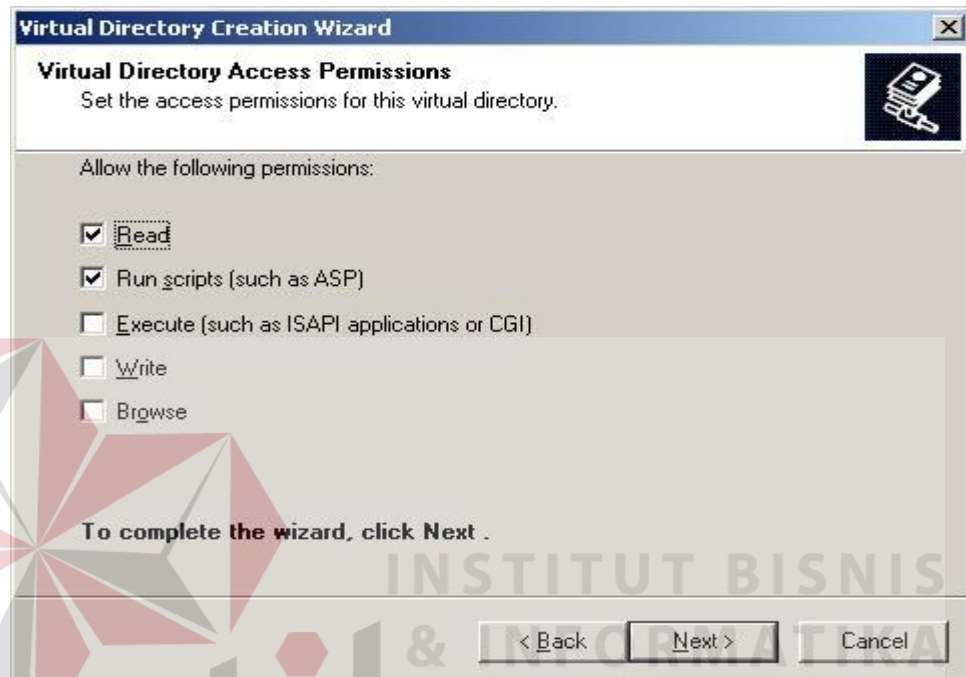 Virtual Directory Creation Wizard
Virtual Directory Access Permissions
Set the access permissions for this virtual directory.
Allow the following permissions:
Read
Run scripts (such as ASP)
Execute (such as ISAPI applications or CGI)
Write
Browse
To complete the wizard, click Next .
INSTITUT BISNIS
& INFORMATIKA
< Back
Next >
Cancel